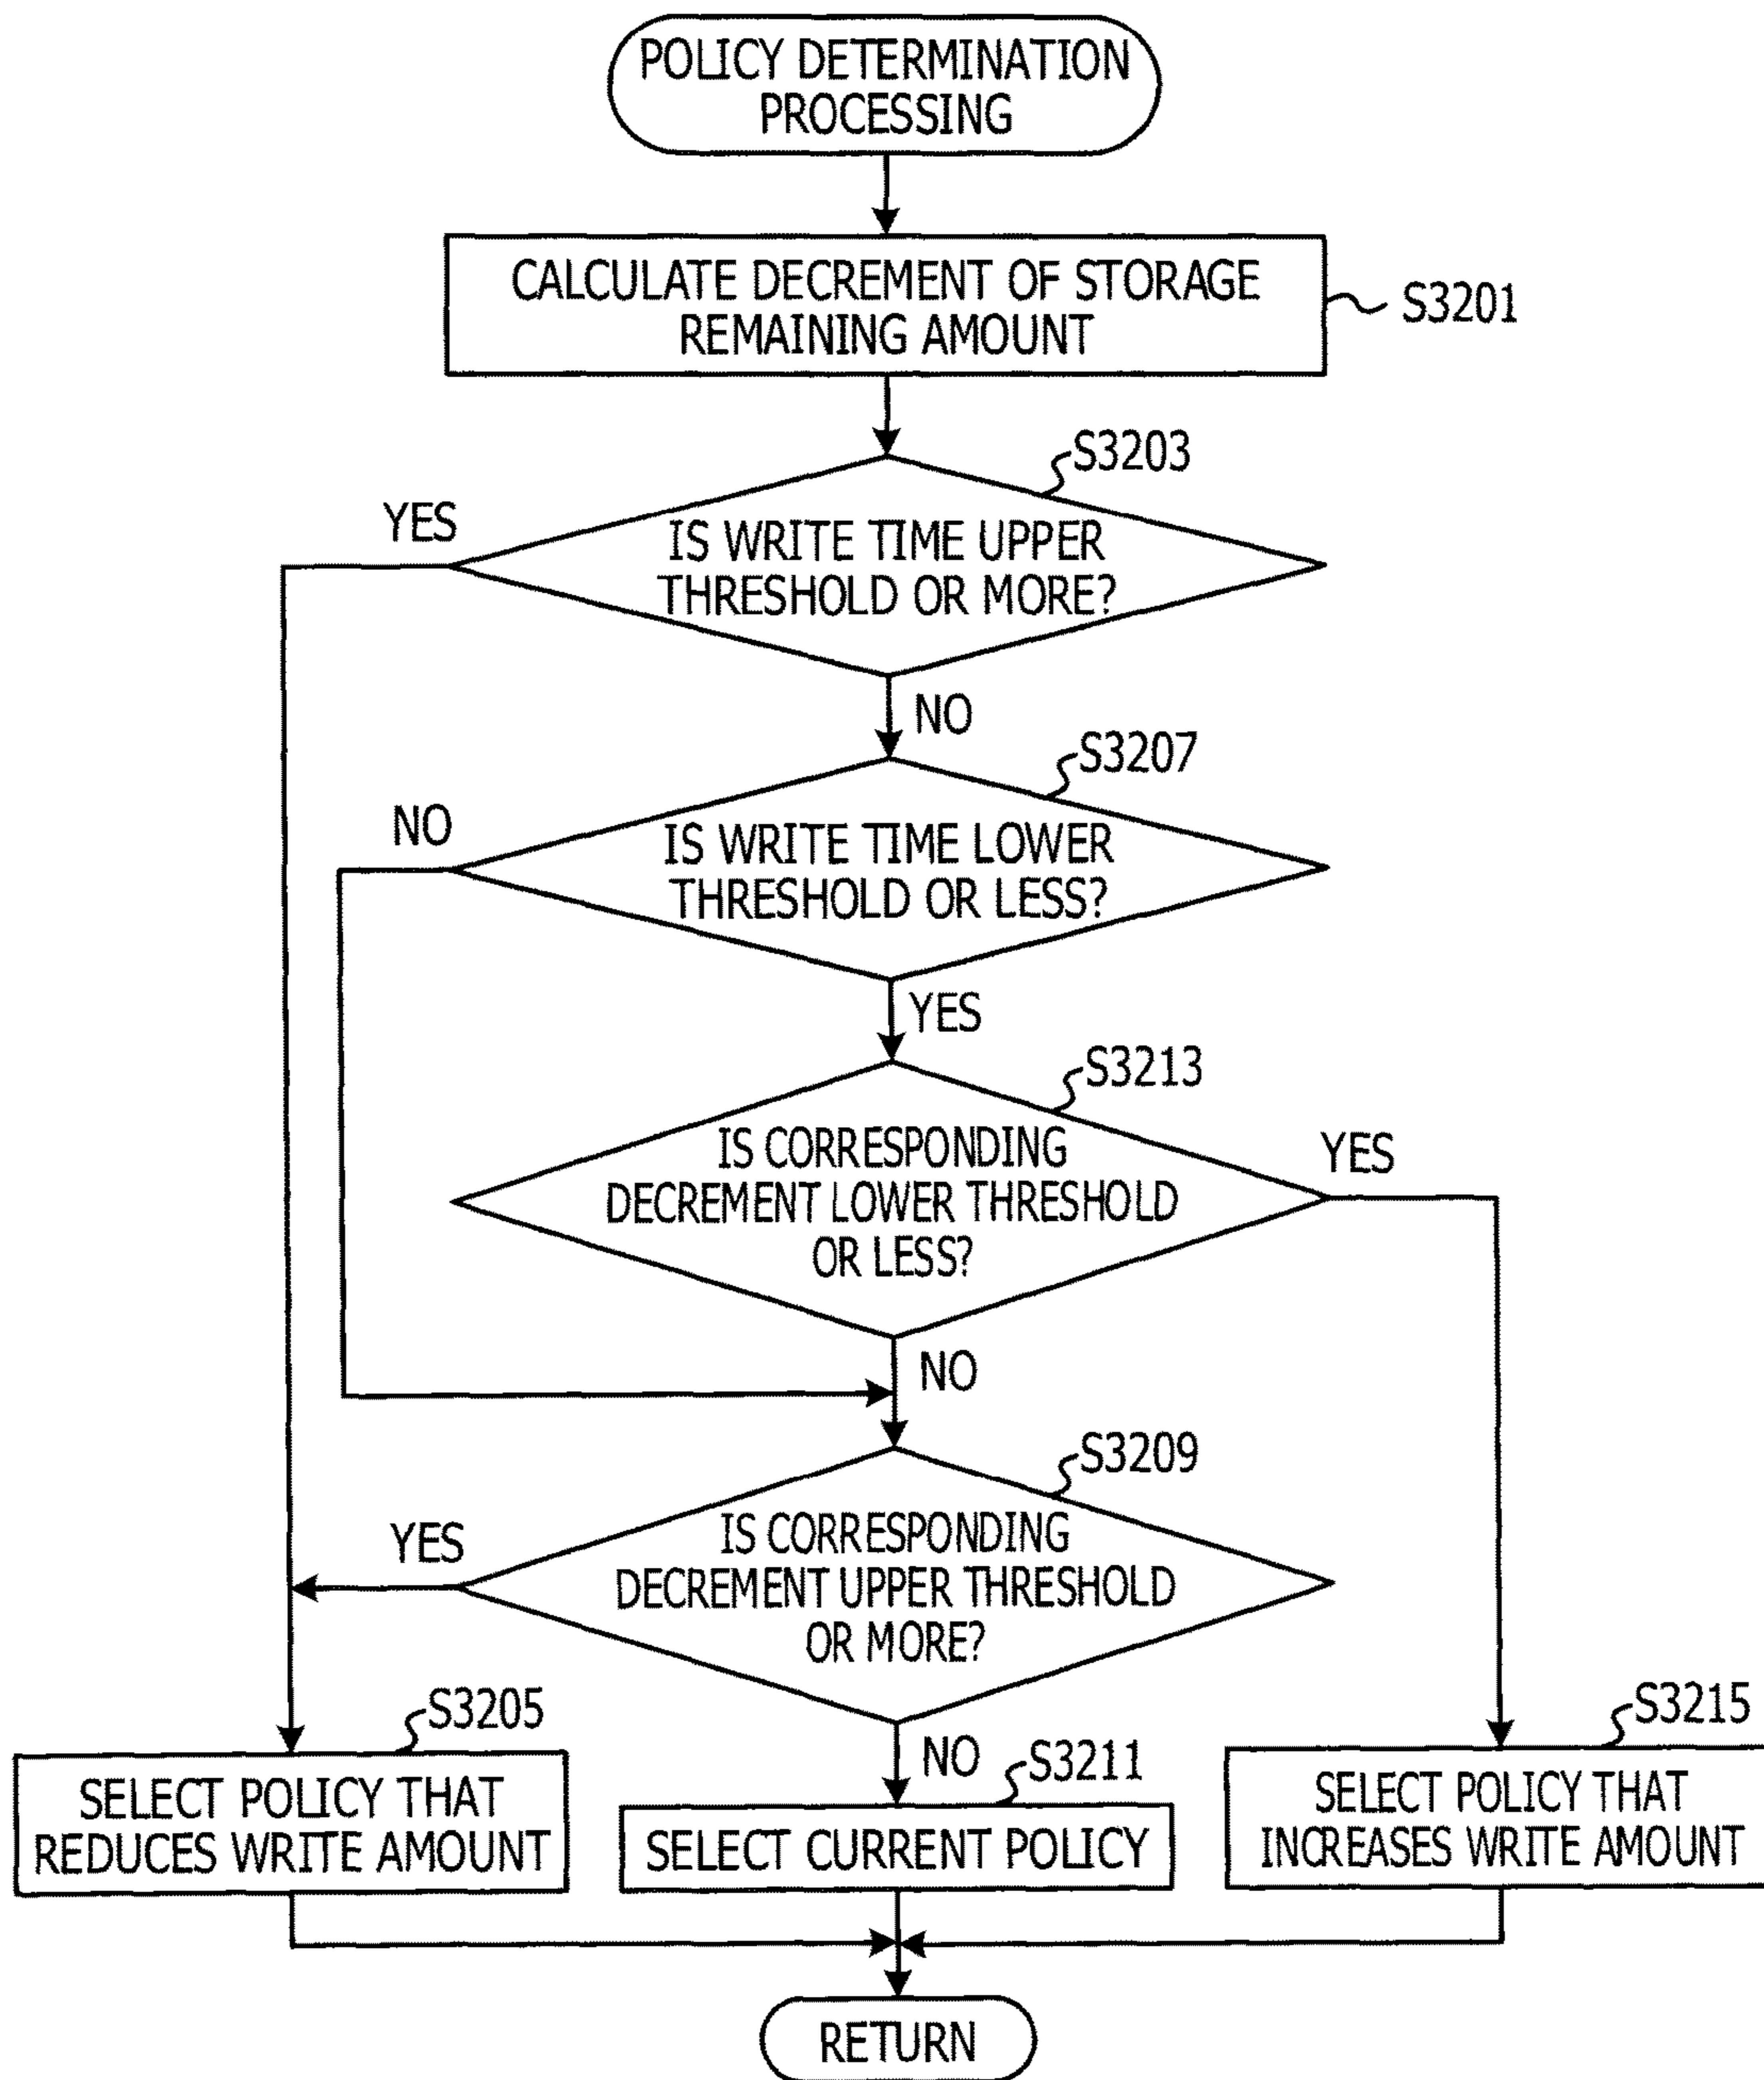 POLICY DETERMINATION
PROCESSING
CALCULATE DECREMENT OF STORAGE
REMAINING AMOUNT
S3201
S3203
YES
IS WRITE TIME UPPER
THRESHOLD OR MORE?
NO
S3207
NO
IS WRITE TIME LOWER
THRESHOLD OR LESS?
YES
S3213
IS CORRESPONDING
DECREMENT LOWER THRESHOLD
OR LESS?
YES
NO
S3209
YES
IS CORRESPONDING
DECREMENT UPPER THRESHOLD
OR MORE?
S3205
SELECT POLICY THAT
REDUCES WRITE AMOUNT
NO
S3211
SELECT CURRENT POLICY
S3215
SELECT POLICY THAT
INCREASES WRITE AMOUNT
RETURN